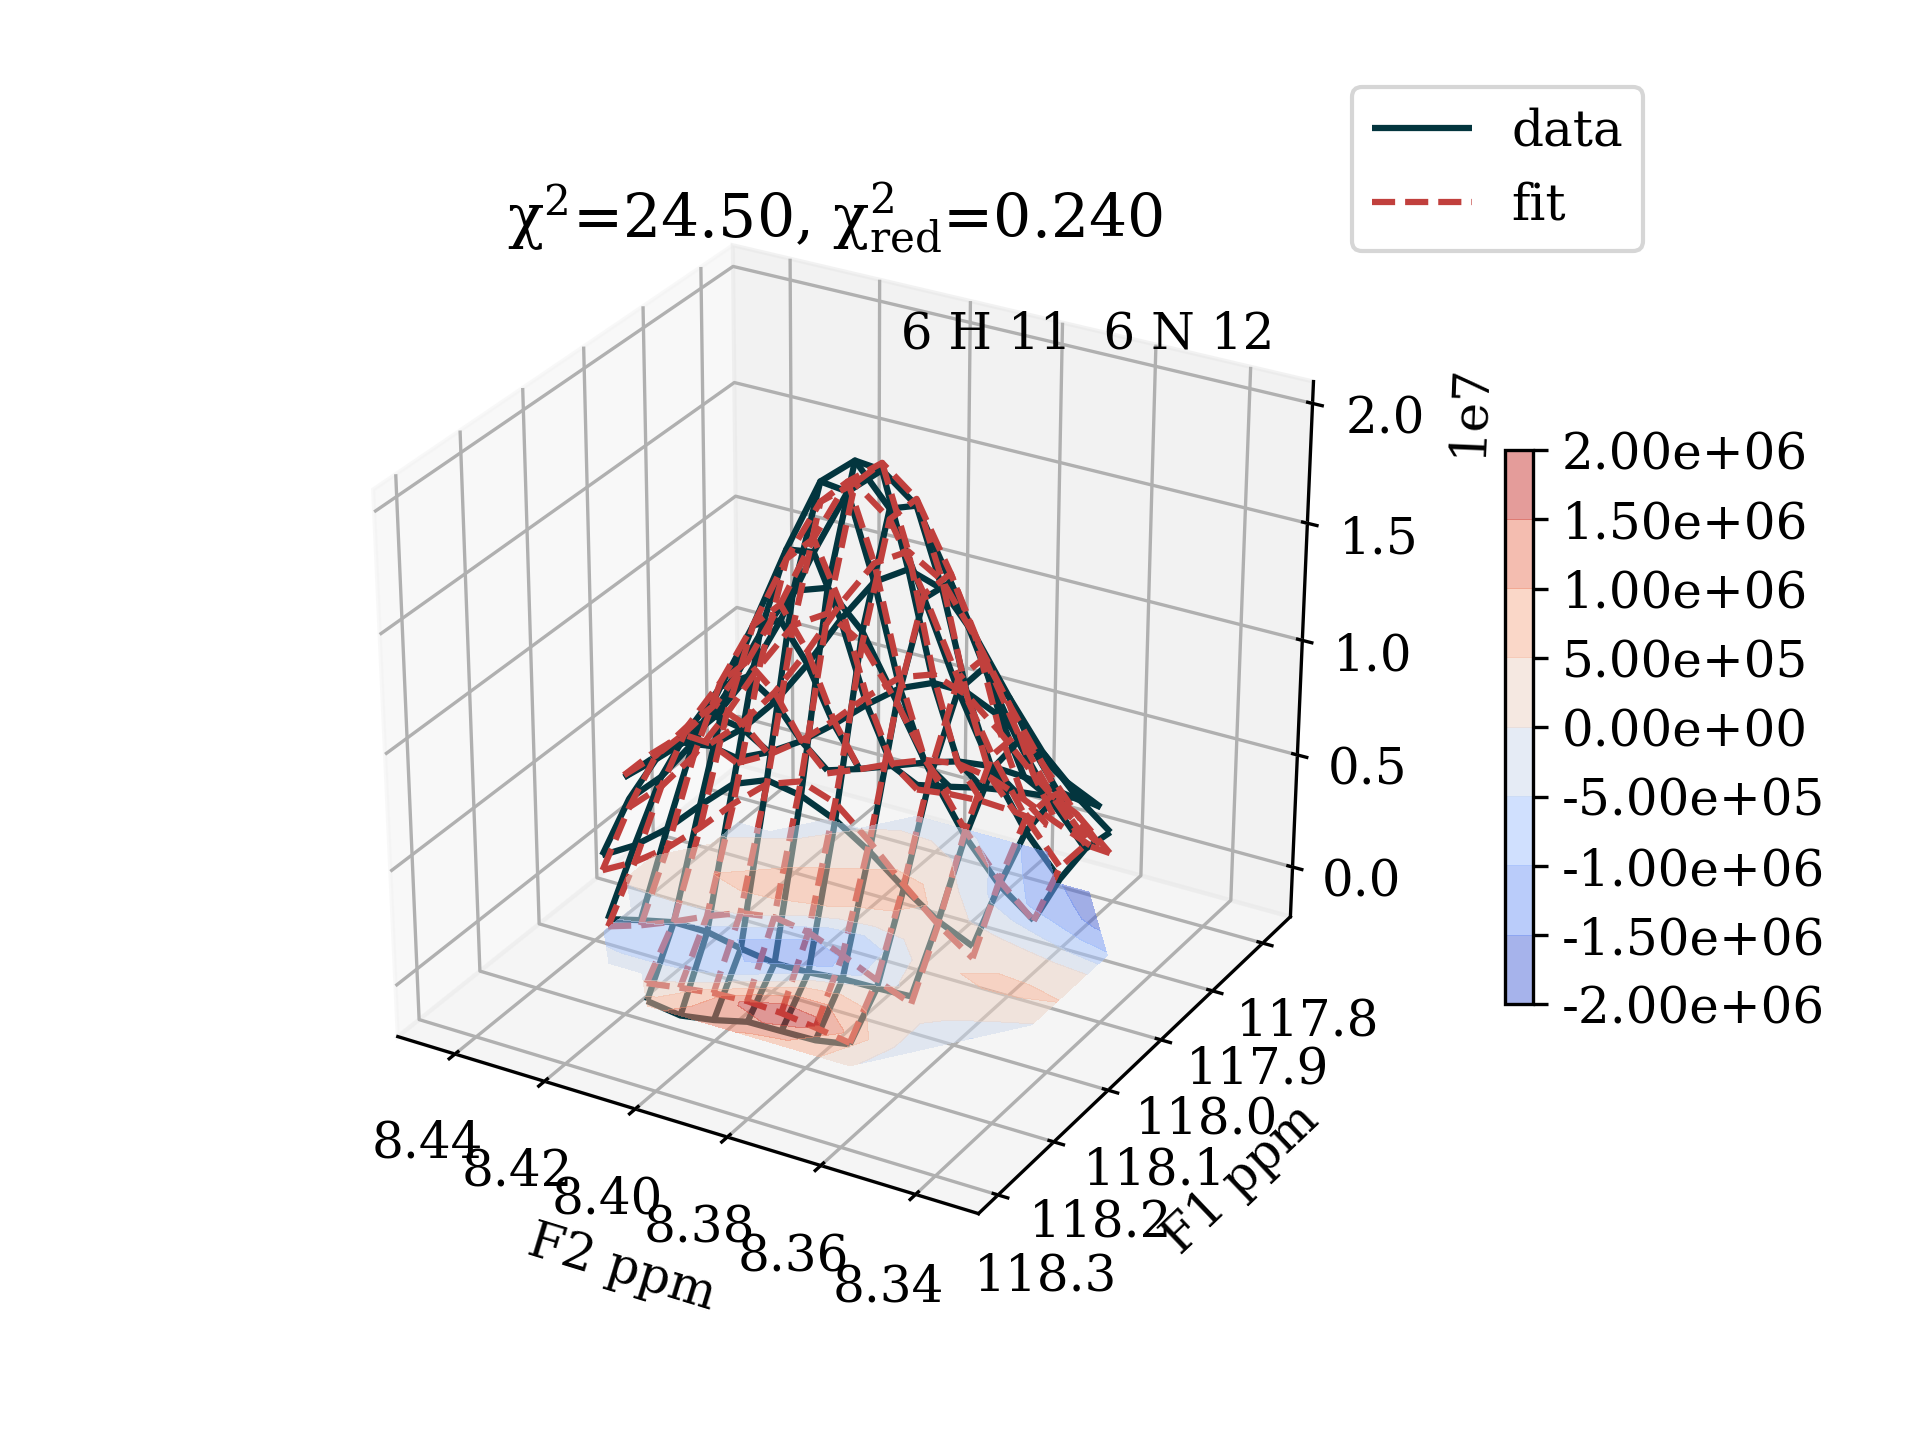 data
fit
χ²=24.50, χ²red=0.240
6 H 11 6 N 12
1e7
2.0
1.5
1.0
0.5
0.0
2.00e+06
1.50e+06
1.00e+06
5.00e+05
0.00e+00
-5.00e+05
-1.00e+06
-1.50e+06
-2.00e+06
117.8
117.9
118.0
118.1
118.2
118.3
F1 ppm
8.44
8.42
8.40
8.38
8.36
8.34
F2 ppm